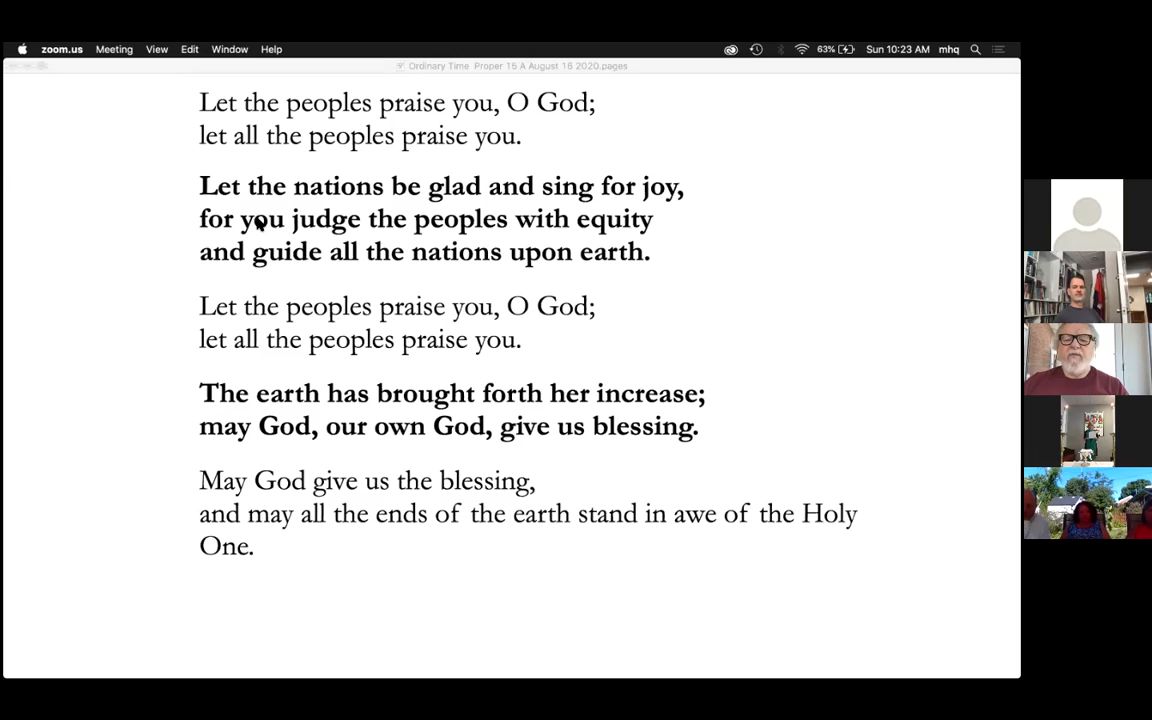 zoom.us Meeting View Edit Window Help 63% Sun 10:23 AM mhq
Ordinary Time Proper 15 A August 16 2020.pages
Let the peoples praise you, O God;
let all the peoples praise you.
Let the nations be glad and sing for joy,
for you judge the peoples with equity
and guide all the nations upon earth.
Let the peoples praise you, O God;
let all the peoples praise you.
The earth has brought forth her increase;
may God, our own God, give us blessing.
May God give us the blessing,
and may all the ends of the earth stand in awe of the Holy
One.